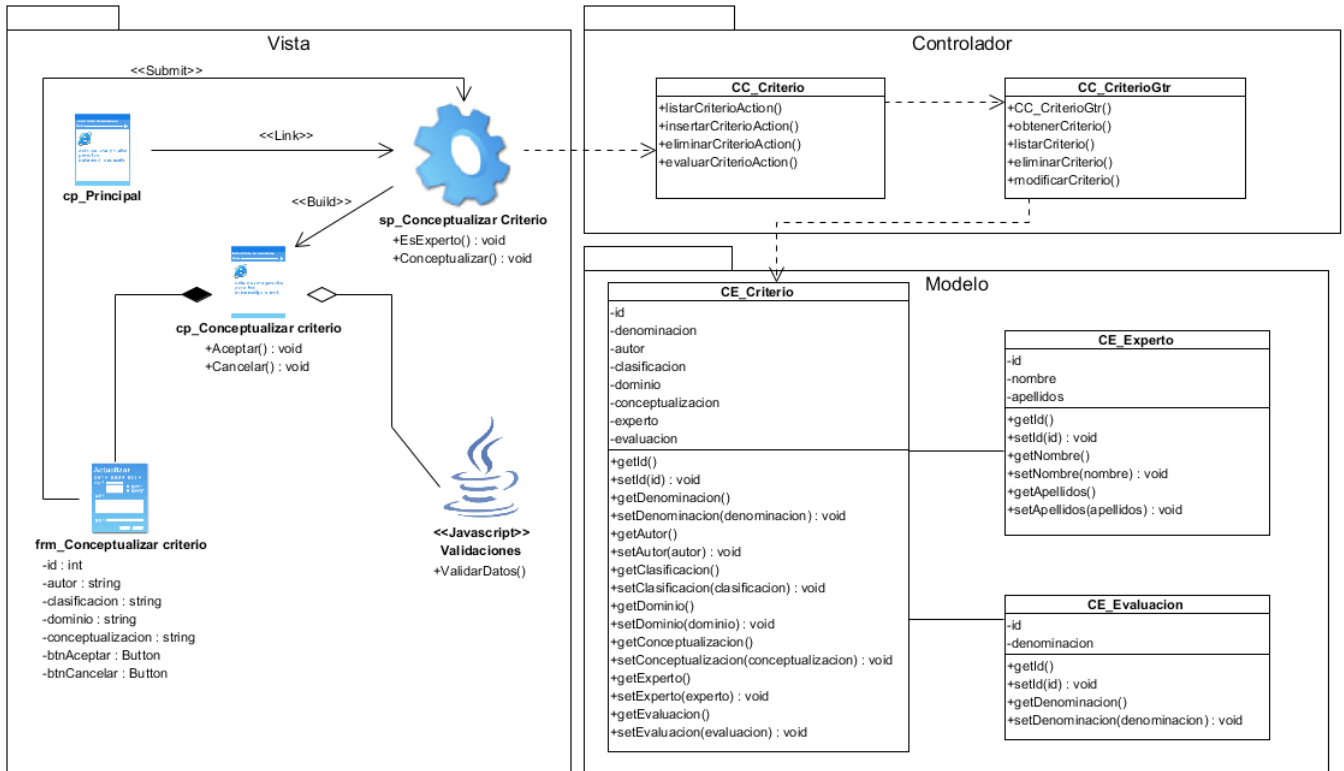 Vista
<<Submit>>
<<Link>>
cp_Principal
<<Build>>
sp_Conceptualizar Criterio
+EsExperto() : void
+Conceptualizar() : void
cp_Conceptualizar criterio
+Aceptar() : void
+Cancelar() : void
Actualizar
frm_Conceptualizar criterio
-id : int
-autor : string
-clasificacion : string
-dominio : string
-conceptualizacion : string
-btnAceptar : Button
-btnCancelar : Button
<<Javascript>>
Validaciones
+ValidarDatos()
Controlador
CC_Criterio
+listarCriterioAction()
+insertarCriterioAction()
+eliminarCriterioAction()
+evaluarCriterioAction()
CC_CriterioGtr
+CC_CriterioGtr()
+obtenerCriterio()
+listarCriterio()
+eliminarCriterio()
+modificarCriterio()
Modelo
CE_Criterio
-id
-denominacion
-autor
-clasificacion
-dominio
-conceptualizacion
-experto
-evaluacion
+getId()
+setId(id) : void
+getDenominacion()
+setDenominacion(denominacion) : void
+getAutor()
+setAutor(autor) : void
+getClasificacion()
+setClasificacion(clasificacion) : void
+getDominio()
+setDominio(dominio) : void
+getConceptualizacion()
+setConceptualizacion(conceptualizacion) : void
+getExperto()
+setExperto(experto) : void
+getEvaluacion()
+setEvaluacion(evaluacion) : void
CE_Experto
-id
-nombre
-apellidos
+getId()
+setId(id) : void
+getNombre()
+setNombre(nombre) : void
+getApellidos()
+setApellidos(apellidos) : void
CE_Evaluacion
-id
-denominacion
+getId()
+setId(id) : void
+getDenominacion()
+setDenominacion(denominacion) : void